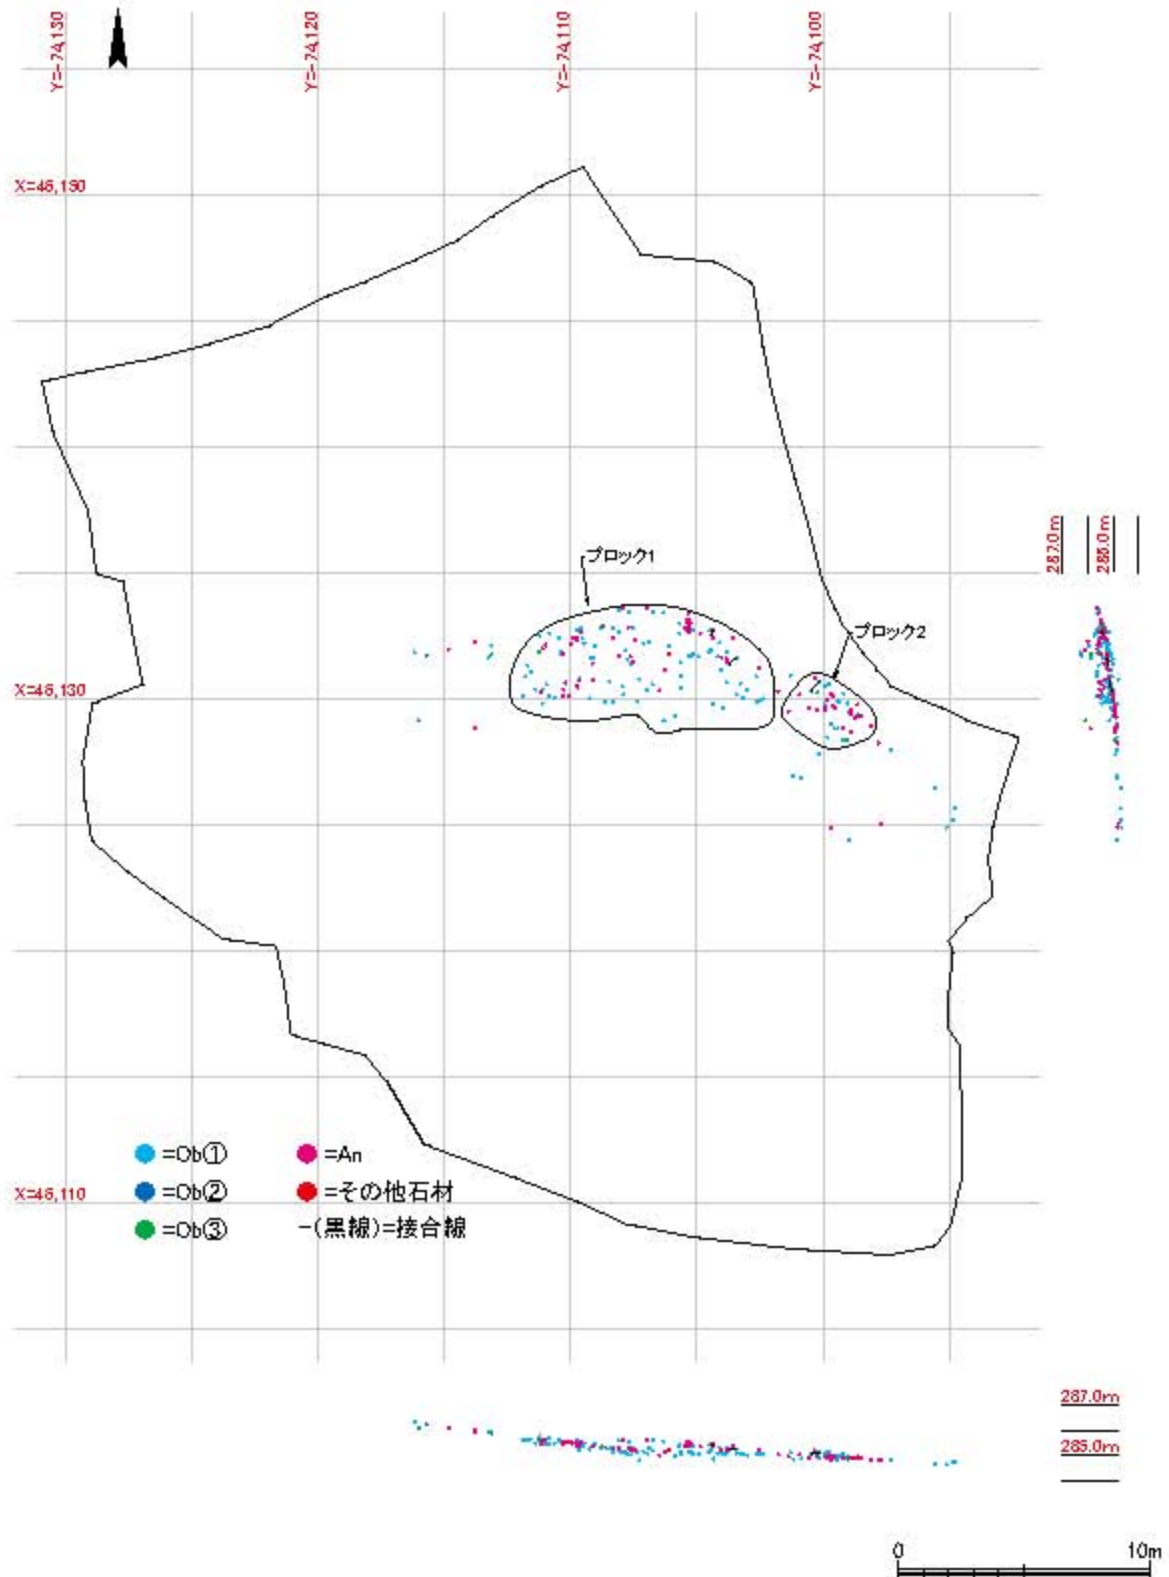 Y=-74,130
Y=-74,120
Y=-74,110
Y=-74,100
X=46,150
ブロック1
ブロック2
287.0m
285.0m
X=46,130
=Ob①
=An
=Ob②
=その他石材
=Ob③
-(黒線)=接合線
X=46,110
287.0m
285.0m
0
10m